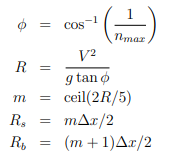 ϕ = cos⁻¹ (1 / n_max)
R = V² / (g tan ϕ)
m = ceil(2R/5)
R_s = mΔx/2
R_b = (m + 1)Δx/2